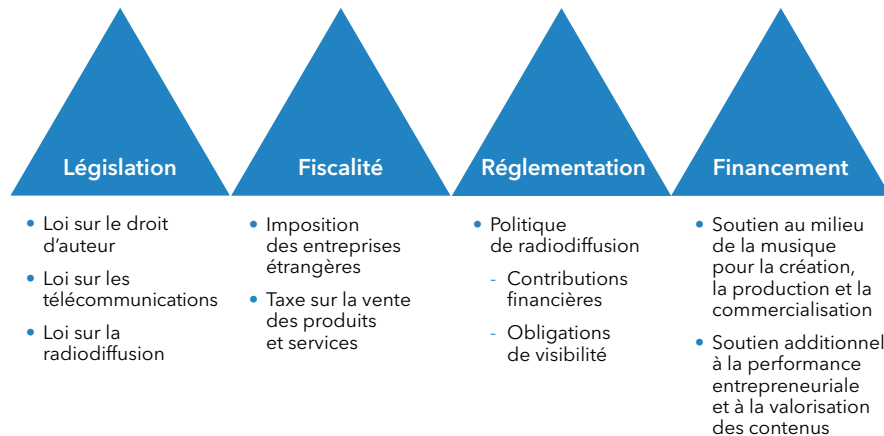 Législation
Fiscalité
Réglementation
Financement
• Loi sur le droit
d’auteur
• Loi sur les
télécommunications
• Loi sur la
radiodiffusion
• Imposition
des entreprises
étrangères
• Taxe sur la vente
des produits
et services
• Politique
de radiodiffusion
- Contributions
financières
- Obligations
de visibilité
• Soutien au milieu
de la musique
pour la création,
la production et la
commercialisation
• Soutien additionnel
à la performance
entrepreneuriale
et à la valorisation
des contenus